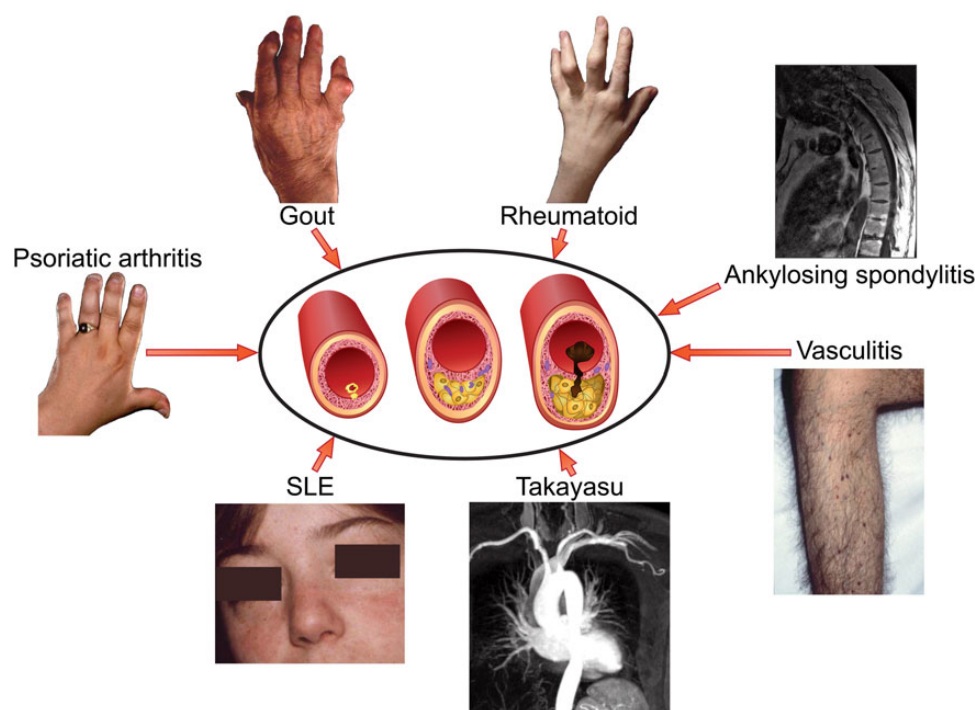 Gout
Rheumatoid
Psoriatic arthritis
Ankylosing spondylitis
Vasculitis
SLE
Takayasu